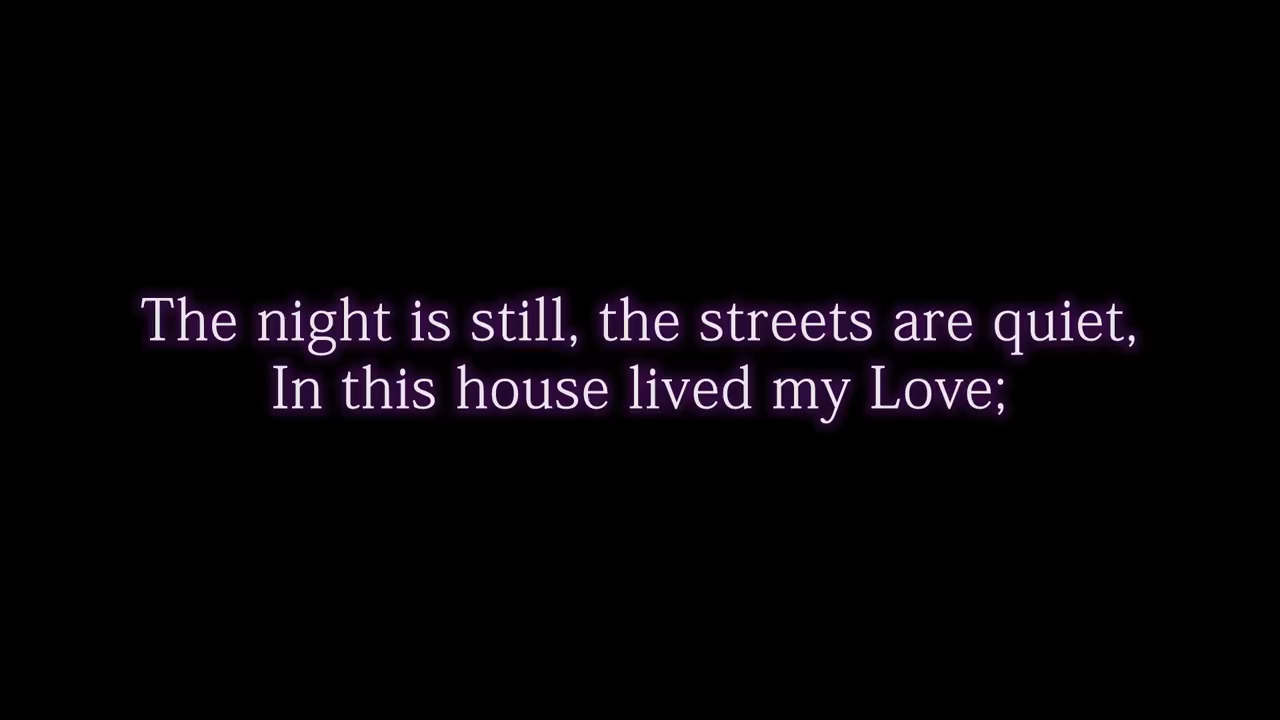 The night is still, the streets are quiet,
In this house lived my Love;